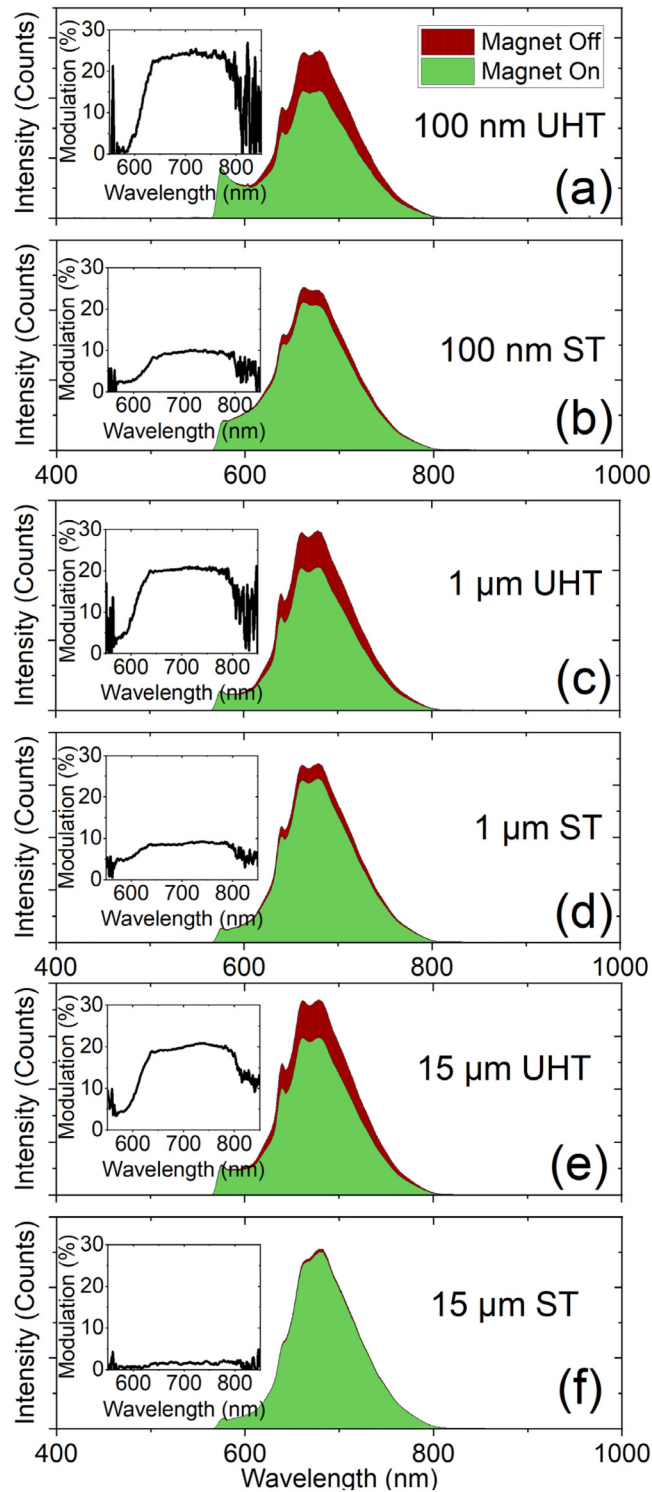 Intensity (Counts)
Modulation (%)
30
20
10
0
600 700 800
Wavelength (nm)
Magnet Off
Magnet On
100 nm UHT
(a)
Intensity (Counts)
Modulation (%)
30
20
10
0
600 700 800
Wavelength (nm)
100 nm ST
(b)
400 600 800 1000
Intensity (Counts)
Modulation (%)
30
20
10
0
600 700 800
Wavelength (nm)
1 µm UHT
(c)
Intensity (Counts)
Modulation (%)
30
20
10
0
600 700 800
Wavelength (nm)
1 µm ST
(d)
400 600 800 1000
Intensity (Counts)
Modulation (%)
30
20
10
0
600 700 800
Wavelength (nm)
15 µm UHT
(e)
Intensity (Counts)
Modulation (%)
30
20
10
0
600 700 800
Wavelength (nm)
15 µm ST
(f)
400 600 800 1000
Wavelength (nm)